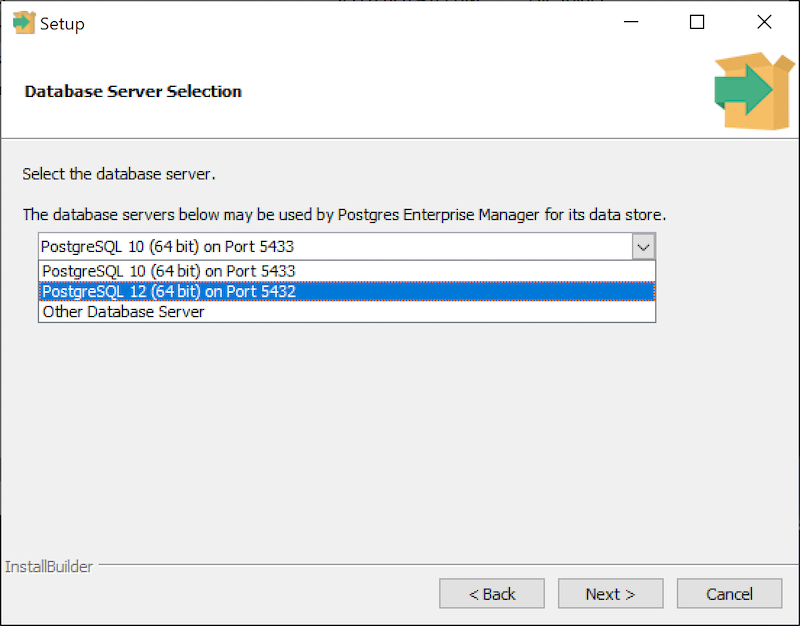 Setup
Database Server Selection
Select the database server.
The database servers below may be used by Postgres Enterprise Manager for its data store.
PostgreSQL 10 (64 bit) on Port 5433
PostgreSQL 10 (64 bit) on Port 5433
PostgreSQL 12 (64 bit) on Port 5432
Other Database Server
InstallBuilder
< Back Next > Cancel